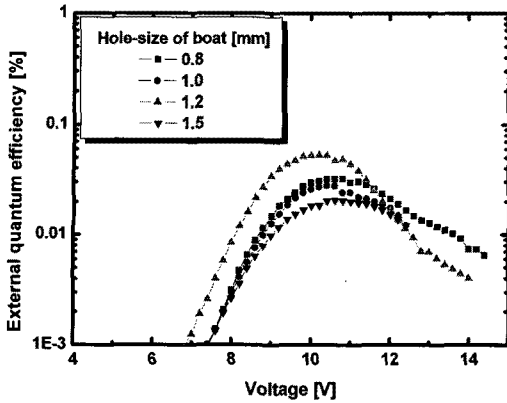 External quantum efficiency [%]
1
0.1
0.01
1E-3
Hole-size of boat [mm]
0.8
1.0
1.2
1.5
4 6 8 10 12 14
Voltage [V]